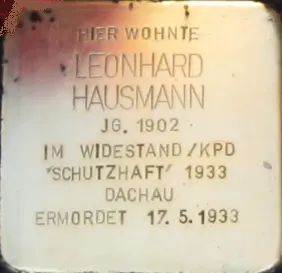 HIER WOHNTE
LEONHARD
HAUSMANN
JG. 1902
IM WIDESTAND/KPD
"SCHUTZHAFT" 1933
DACHAU
ERMORDET 17.5.1933